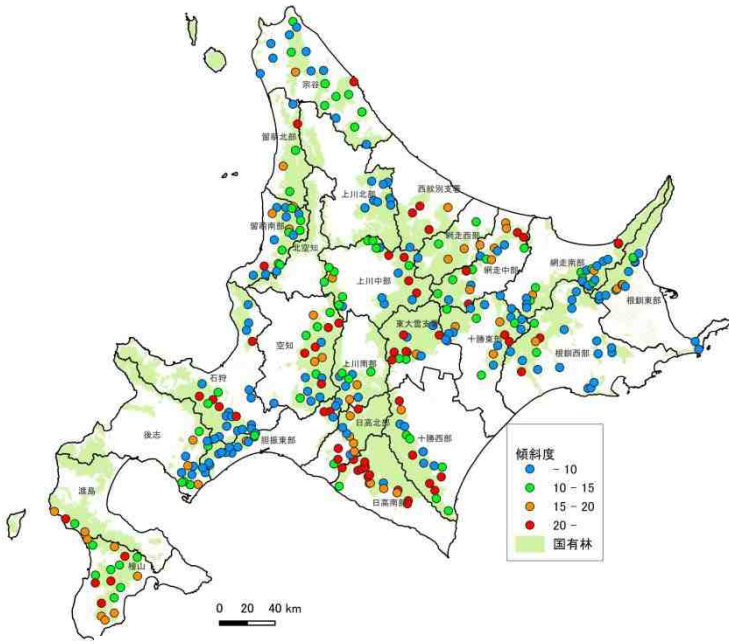 宗谷
留萌北部
上川北部
西紋別支署
留萌南部
網走西部
北空知
網走中部
網走南部
上川中部
根釧東部
東大雪支署
十勝東部
空知
根釧西部
上川南部
石狩
日高北部
後志
胆振東部
十勝西部
渡島
日高南部
檜山
傾斜度
- 10
10 - 15
15 - 20
20 -
国有林
0 20 40 km